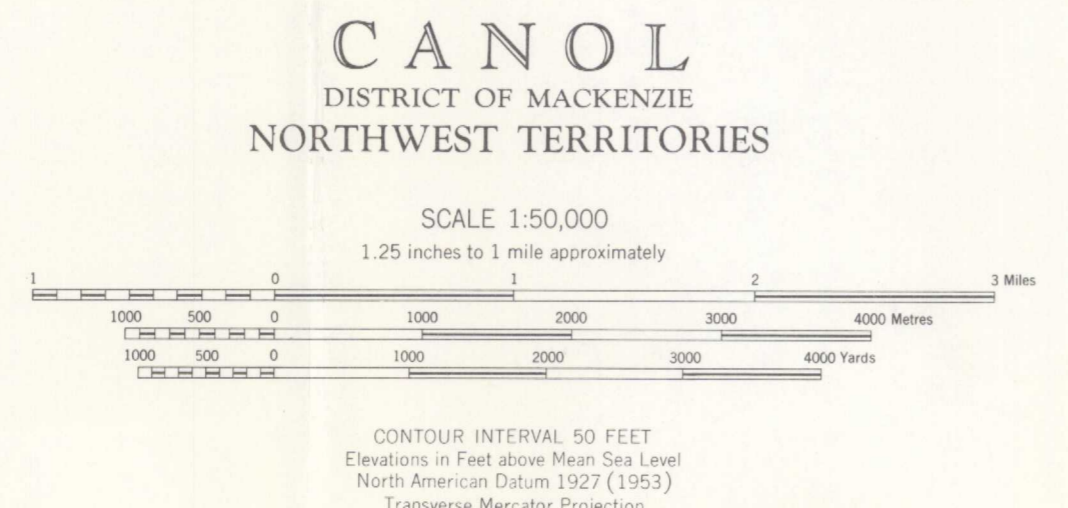 CANOL
DISTRICT OF MACKENZIE
NORTHWEST TERRITORIES
SCALE 1:50,000
1.25 inches to 1 mile approximately
1 0 1 2 3 Miles
1000 500 0 1000 2000 3000 4000 Metres
1000 500 0 1000 2000 3000 4000 Yards
CONTOUR INTERVAL 50 FEET
Elevations in Feet above Mean Sea Level
North American Datum 1927 (1953)
Transverse Mercator Projection